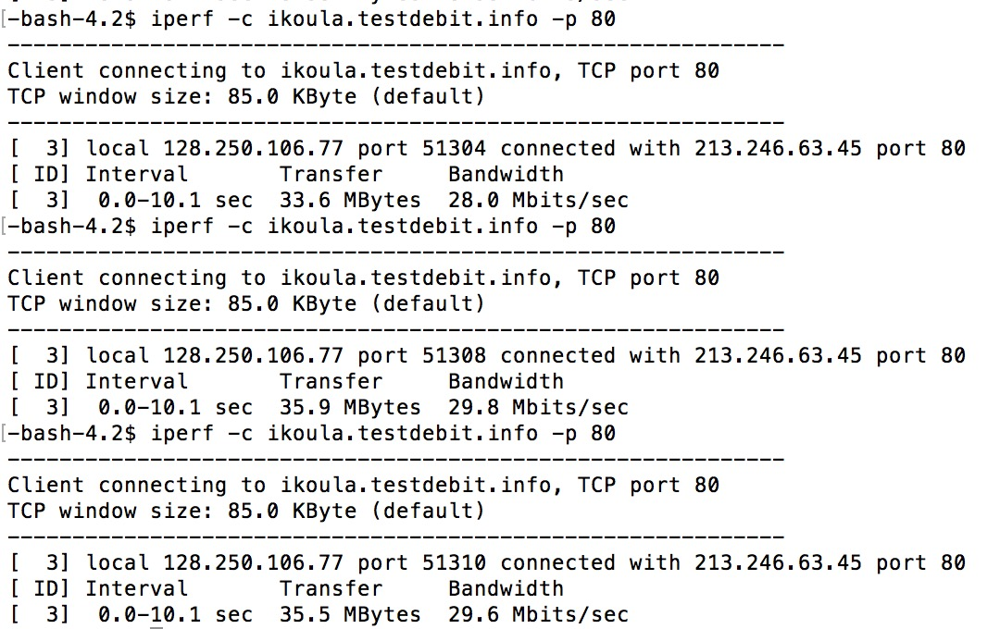 [-bash-4.2$ iperf -c ikoula.testdebit.info -p 80
------------------------------------------------------------
Client connecting to ikoula.testdebit.info, TCP port 80
TCP window size: 85.0 KByte (default)
------------------------------------------------------------
[  3] local 128.250.106.77 port 51304 connected with 213.246.63.45 port 80
[ ID] Interval       Transfer     Bandwidth
[  3]  0.0-10.1 sec  33.6 MBytes  28.0 Mbits/sec
[-bash-4.2$ iperf -c ikoula.testdebit.info -p 80
------------------------------------------------------------
Client connecting to ikoula.testdebit.info, TCP port 80
TCP window size: 85.0 KByte (default)
------------------------------------------------------------
[  3] local 128.250.106.77 port 51308 connected with 213.246.63.45 port 80
[ ID] Interval       Transfer     Bandwidth
[  3]  0.0-10.1 sec  35.9 MBytes  29.8 Mbits/sec
[-bash-4.2$ iperf -c ikoula.testdebit.info -p 80
------------------------------------------------------------
Client connecting to ikoula.testdebit.info, TCP port 80
TCP window size: 85.0 KByte (default)
------------------------------------------------------------
[  3] local 128.250.106.77 port 51310 connected with 213.246.63.45 port 80
[ ID] Interval       Transfer     Bandwidth
[  3]  0.0-10.1 sec  35.5 MBytes  29.6 Mbits/sec